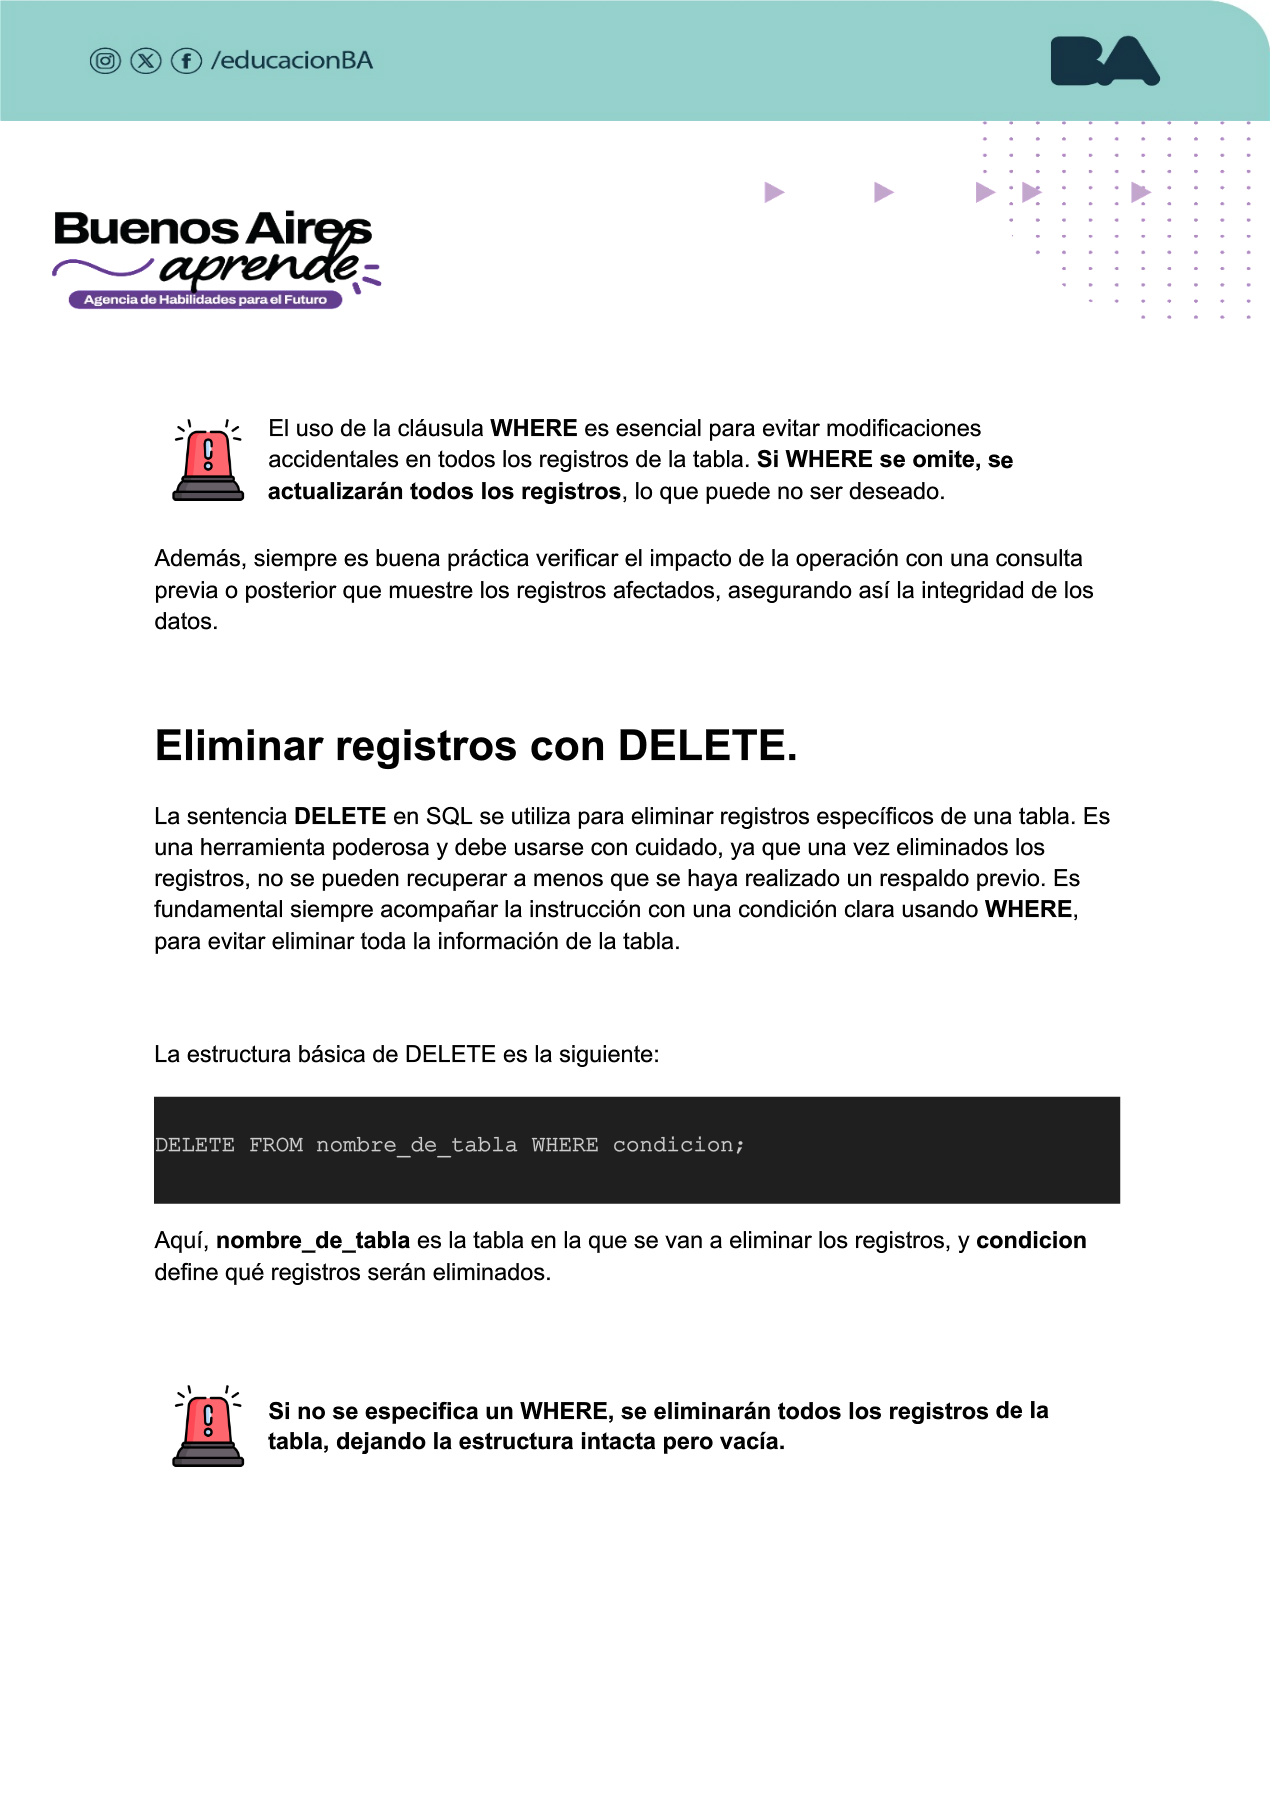 /educacionBA
BA
Buenos Aires
aprende
Agencia de Habilidades para el Futuro
El uso de la cláusula WHERE es esencial para evitar modificaciones
accidentales en todos los registros de la tabla. Si WHERE se omite, se
actualizarán todos los registros, lo que puede no ser deseado.
Además, siempre es buena práctica verificar el impacto de la operación con una consulta
previa o posterior que muestre los registros afectados, asegurando así la integridad de los
datos.
Eliminar registros con DELETE.
La sentencia DELETE en SQL se utiliza para eliminar registros específicos de una tabla. Es
una herramienta poderosa y debe usarse con cuidado, ya que una vez eliminados los
registros, no se pueden recuperar a menos que se haya realizado un respaldo previo. Es
fundamental siempre acompañar la instrucción con una condición clara usando WHERE,
para evitar eliminar toda la información de la tabla.
La estructura básica de DELETE es la siguiente:
DELETE FROM nombre_de_tabla WHERE condicion;
Aquí, nombre_de_tabla es la tabla en la que se van a eliminar los registros, y condicion
define qué registros serán eliminados.
Si no se especifica un WHERE, se eliminarán todos los registros de la
tabla, dejando la estructura intacta pero vacía.